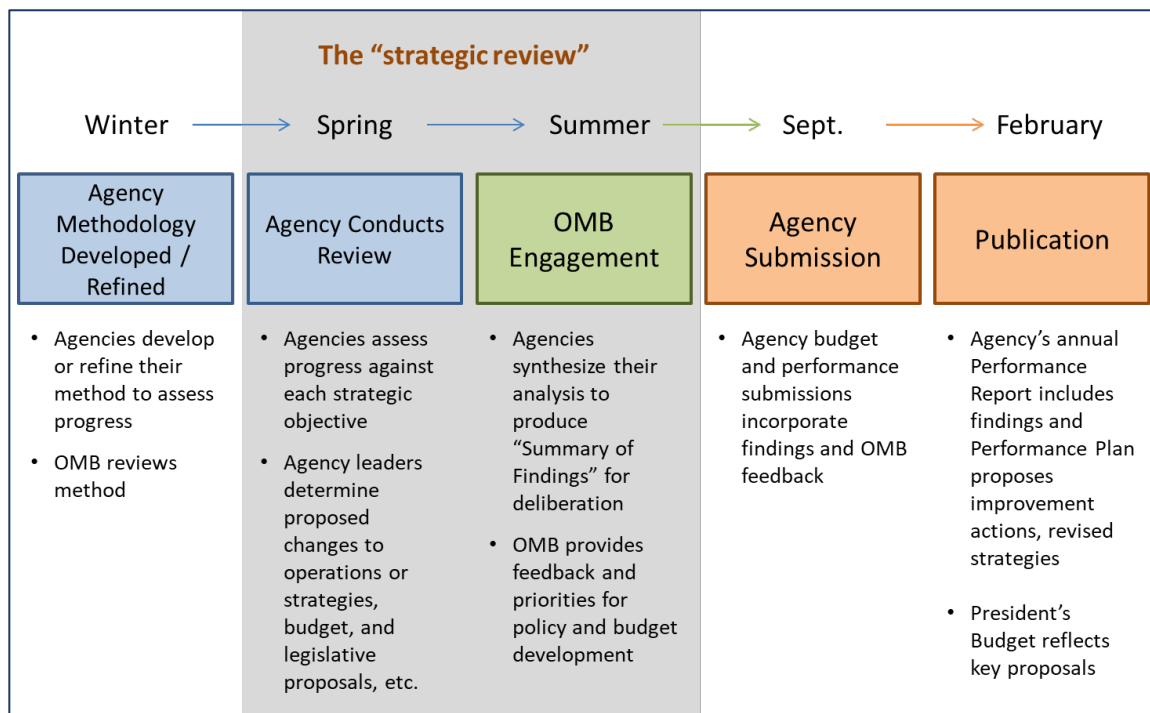 The “strategic review”
Winter
Spring
Summer
Sept.
February
Agency
Methodology
Developed /
Refined
Agency Conducts
Review
OMB
Engagement
Agency
Submission
Publication
• Agencies develop
or refine their
method to assess
progress
• OMB reviews
method
• Agencies assess
progress against
each strategic
objective
• Agency leaders
determine
proposed
changes to
operations or
strategies,
budget, and
legislative
proposals, etc.
• Agencies
synthesize their
analysis to
produce
“Summary of
Findings” for
deliberation
• OMB provides
feedback and
priorities for
policy and budget
development
• Agency budget
and performance
submissions
incorporate
findings and OMB
feedback
• Agency’s annual
Performance
Report includes
findings and
Performance Plan
proposes
improvement
actions, revised
strategies
• President’s
Budget reflects
key proposals